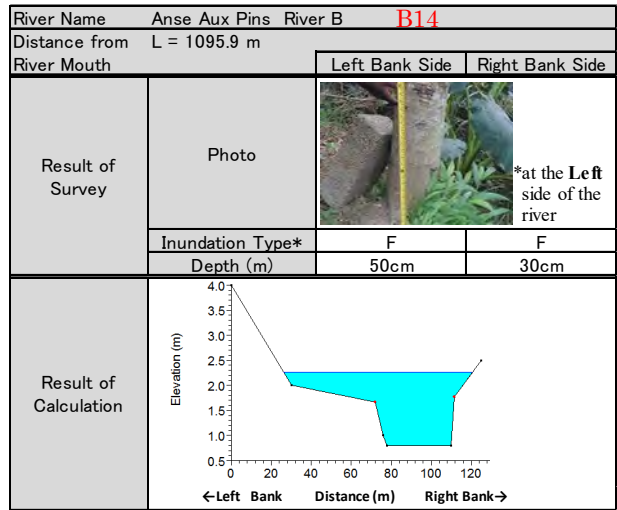 River Name Anse Aux Pins River B B14
Distance from L = 1095.9 m
River Mouth Left Bank Side Right Bank Side
Result of
Survey
Photo
*at the Left
side of the
river
Inundation Type* F F
Depth (m) 50cm 30cm
Result of
Calculation
Elevation (m)
4.0
3.5
3.0
2.5
2.0
1.5
1.0
0.5
0 20 40 60 80 100 120
←Left Bank Distance (m) Right Bank→